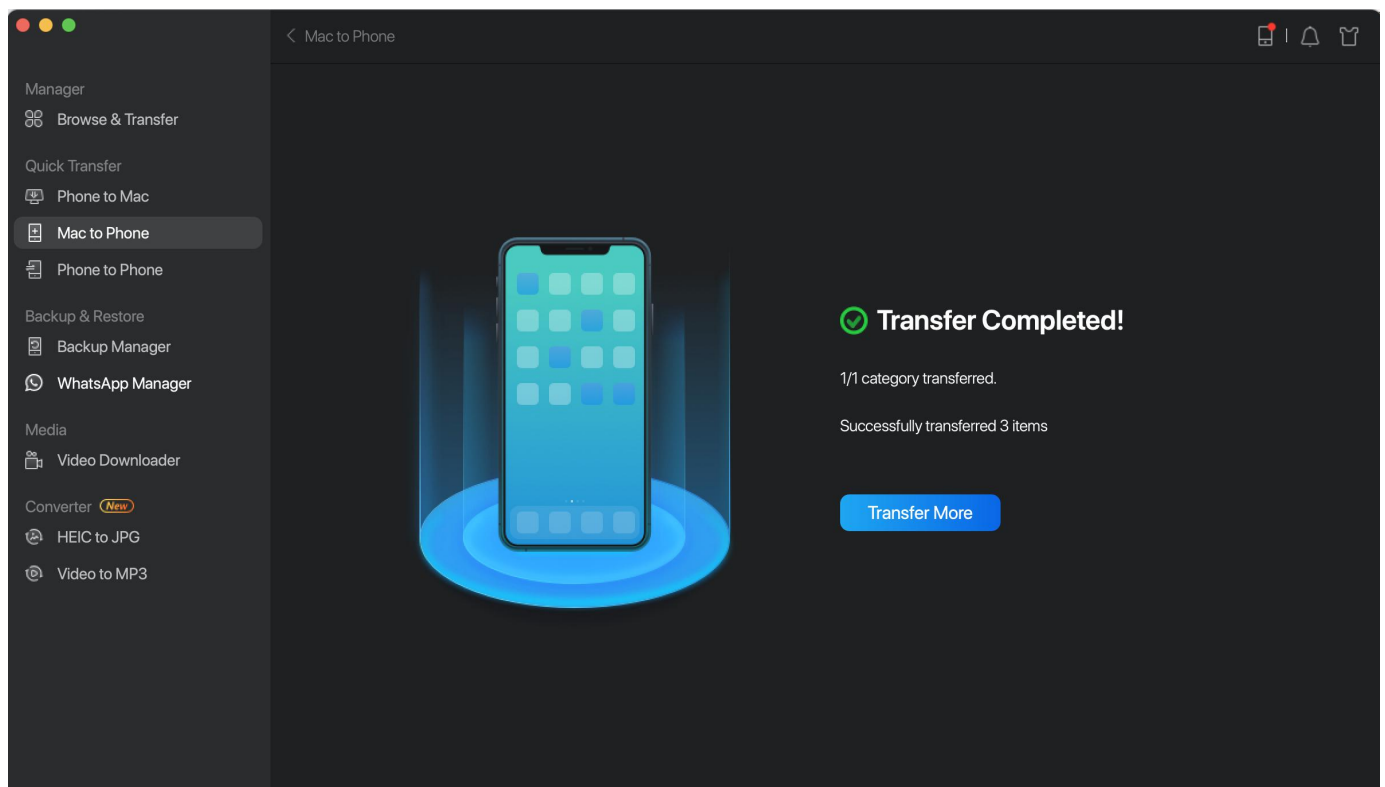 Mac to Phone
Manager
Browse & Transfer
Quick Transfer
Phone to Mac
Mac to Phone
Phone to Phone
Backup & Restore
Backup Manager
WhatsApp Manager
Media
Video Downloader
Converter New
HEIC to JPG
Video to MP3
Transfer Completed!
1/1 category transferred.
Successfully transferred 3 items
Transfer More